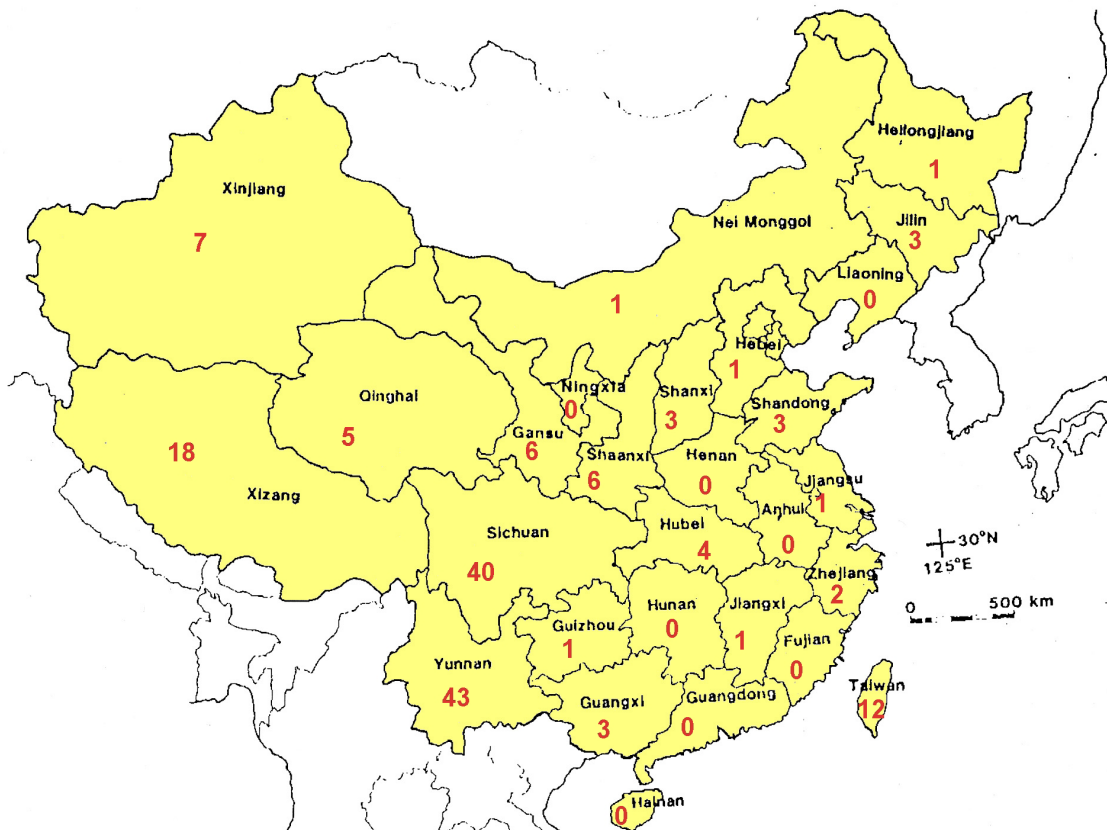 Heilongjiang
1
Xinjiang
Jilin
Nei Monggol
7
3
Liaoning
0
1
Hebei
1
Ningxia
Shanxi
Qinghai
0
Shandong
3
3
5
Gansu
18
6
Shaanxi
Henan
6
0
Jiangsu
Xizang
1
Anhui
Sichuan
Hubei
0
4
30°N
125°E
40
Zhejiang
2
Hunan
Jiangxi
0 500 km
Guizhou
0
1
1
Fujian
Yunnan
0
43
Taiwan
Guangxi
Guangdong
12
3
0
Hainan
0